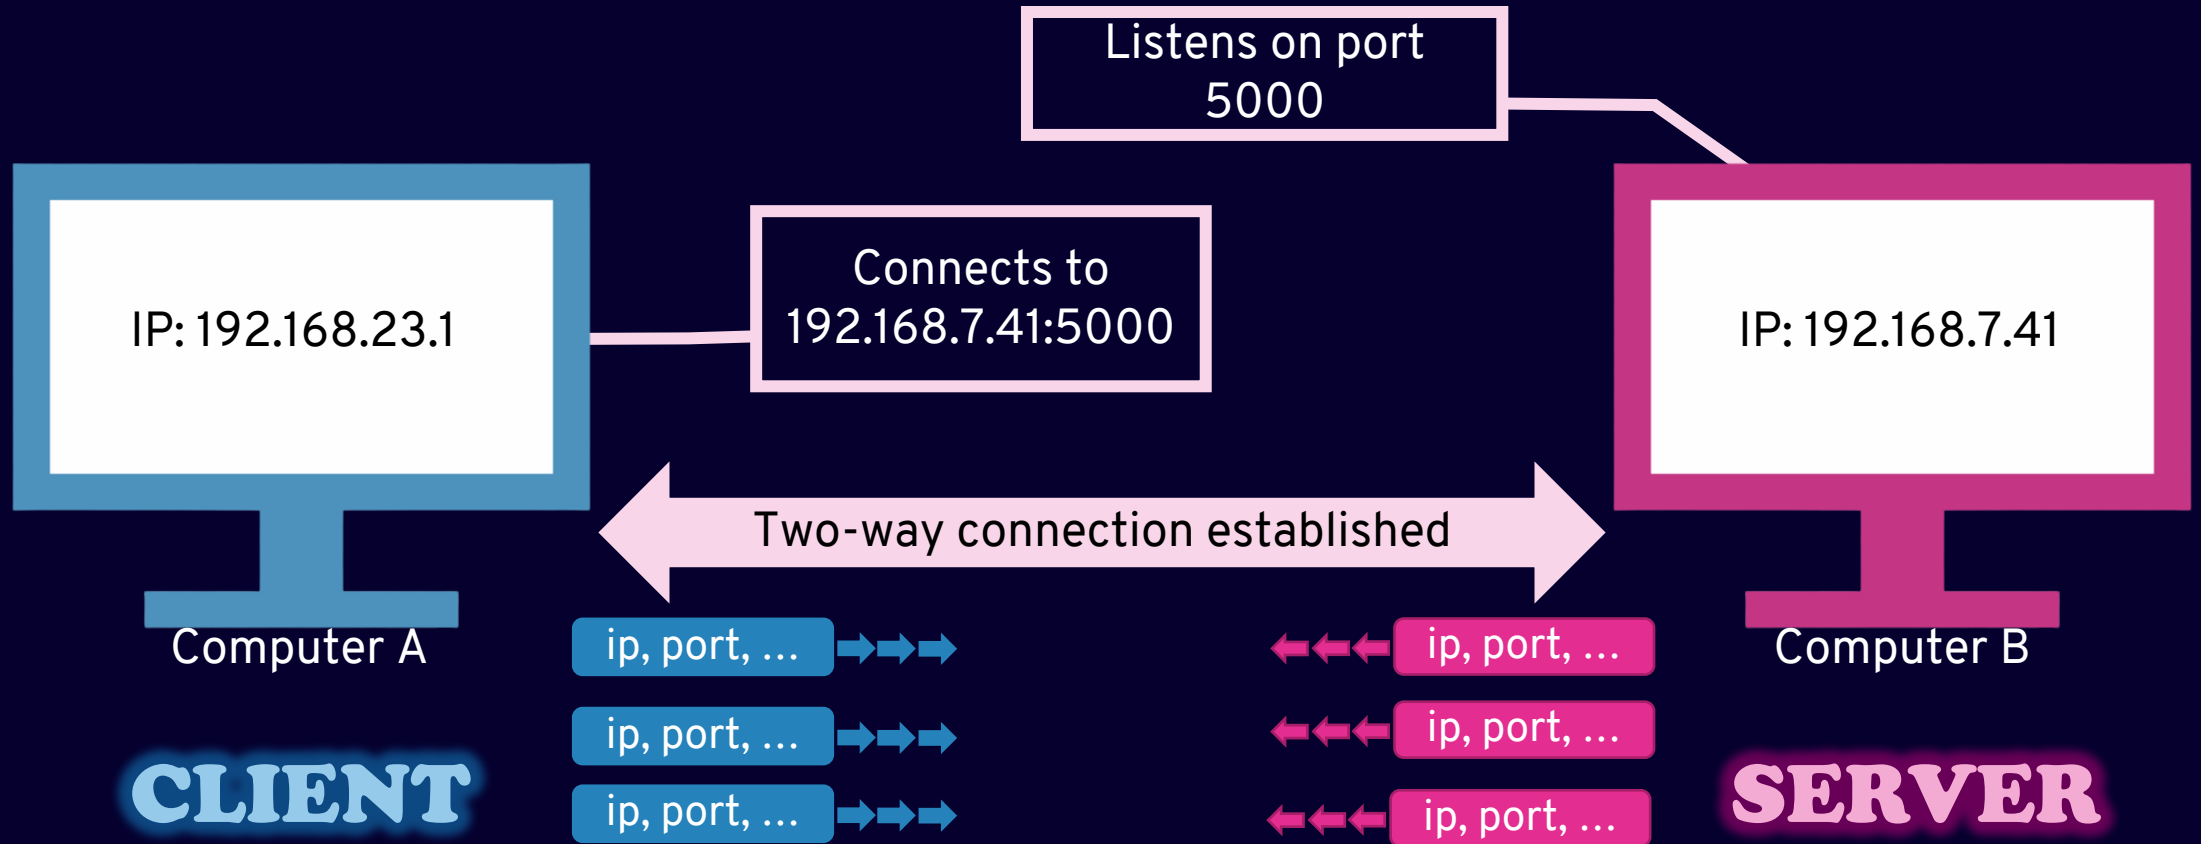 Listens on port
5000
Connects to
192.168.7.41:5000
IP: 192.168.23.1
IP: 192.168.7.41
Two-way connection established
Computer A
ip, port, ...
ip, port, ...
Computer B
ip, port, ...
ip, port, ...
CLIENT
SERVER
ip, port, ...
ip, port, ...